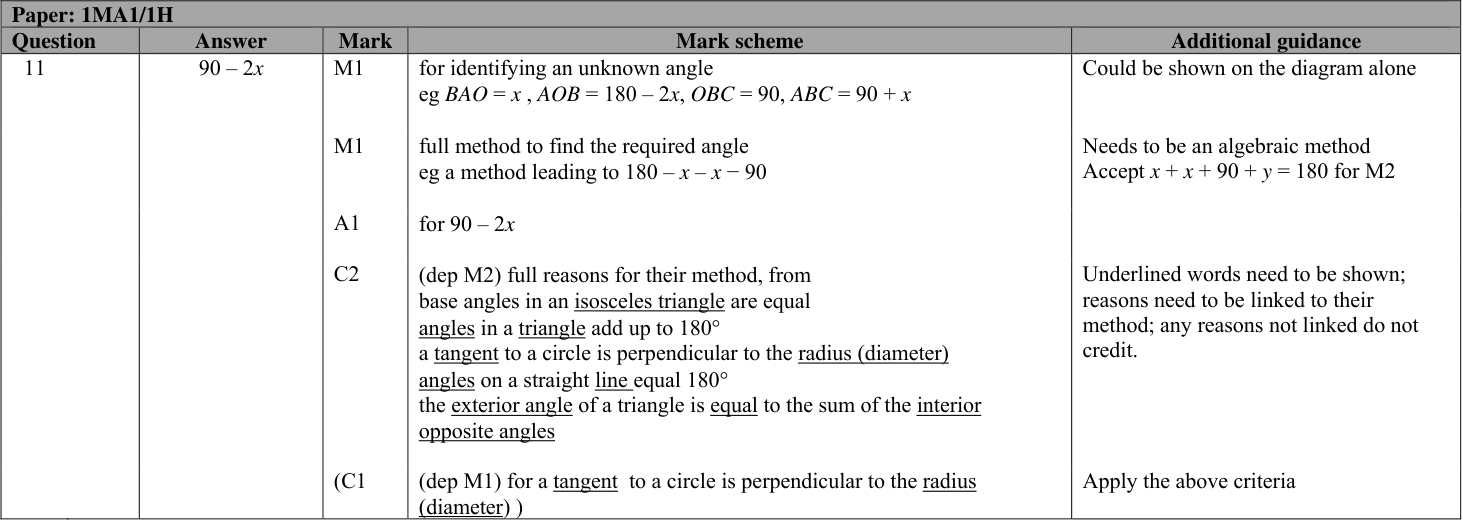 Paper: 1MA1/1H
Question Answer Mark Mark scheme Additional guidance
11 90 – 2x M1 for identifying an unknown angle Could be shown on the diagram alone
eg BAO = x , AOB = 180 – 2x, OBC = 90, ABC = 90 + x
M1 full method to find the required angle Needs to be an algebraic method
eg a method leading to 180 – x – x − 90 Accept x + x + 90 + y = 180 for M2
A1 for 90 – 2x
C2 (dep M2) full reasons for their method, from Underlined words need to be shown;
base angles in an isosceles triangle are equal reasons need to be linked to their
angles in a triangle add up to 180° method; any reasons not linked do not
a tangent to a circle is perpendicular to the radius (diameter) credit.
angles on a straight line equal 180°
the exterior angle of a triangle is equal to the sum of the interior
opposite angles
(C1 (dep M1) for a tangent to a circle is perpendicular to the radius Apply the above criteria
(diameter) )